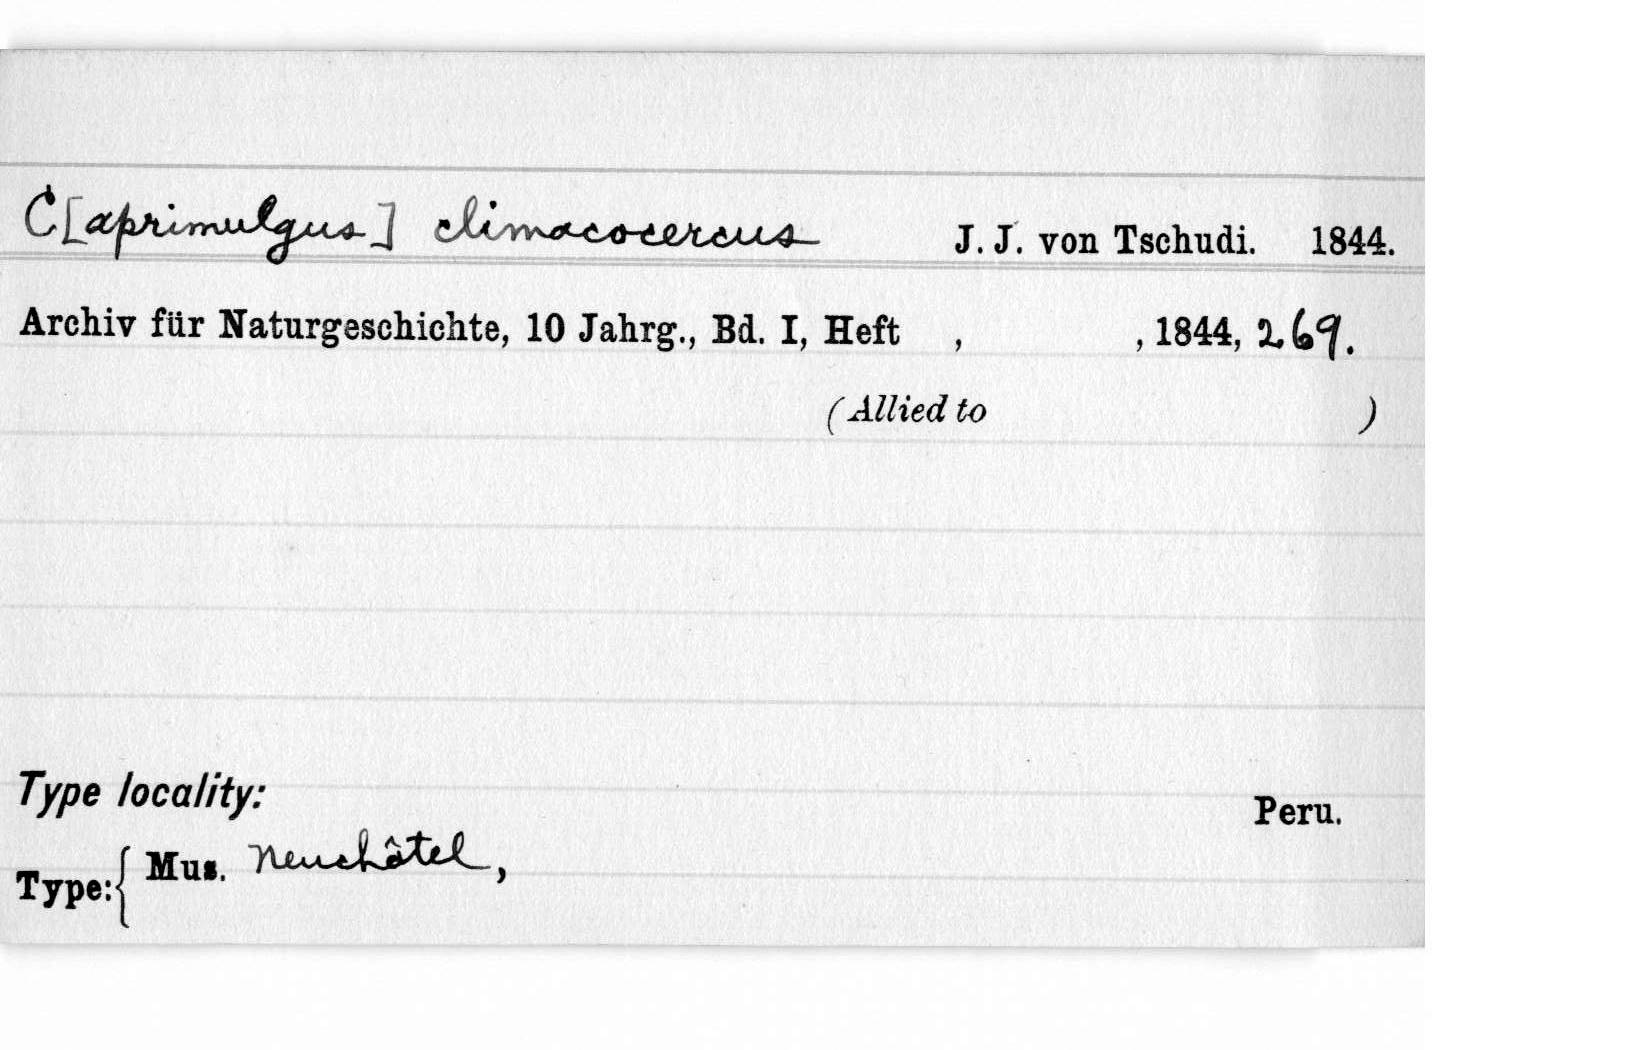 C[aprimulgus] climacocercus J. J. von Tschudi. 1844.
Archiv für Naturgeschichte, 10 Jahrg., Bd. I, Heft , , 1844, 269.
(Allied to )
Type locality: Peru.
Type: { Mus. Neuchâtel,